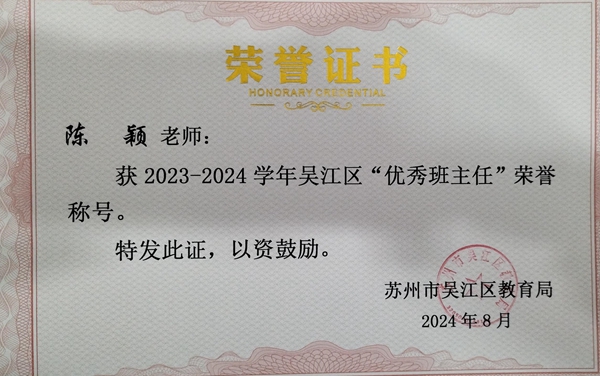 荣誉证书
HONORARY CREDENTIAL
陈 颖 老师：
获 2023-2024 学年吴江区“优秀班主任”荣誉
称号。
特发此证，以资鼓励。
苏州市吴江区教育局
2024 年 8 月